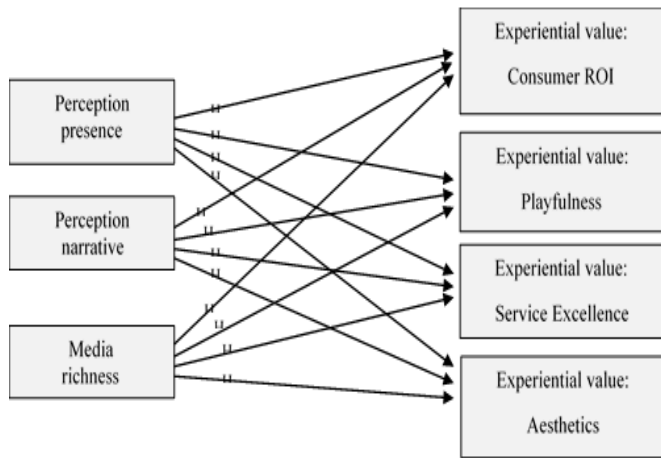 Experiential value:
Consumer ROI
Perception
presence
Experiential value:
Playfulness
Perception
narrative
Experiential value:
Service Excellence
Media
richness
Experiential value:
Aesthetics